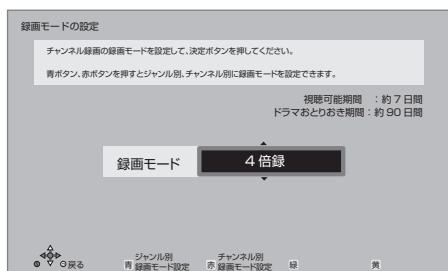 録画モードの設定
チャンネル録画の録画モードを設定して、決定ボタンを押してください。
青ボタン、赤ボタンを押すとジャンル別、チャンネル別に録画モードを設定できます。
視聴可能期間 ：約7日間
ドラマおとりおき期間：約90日間
録画モード 4倍録
戻る
青 ジャンル別 録画モード設定
赤 チャンネル別 録画モード設定
緑
黄